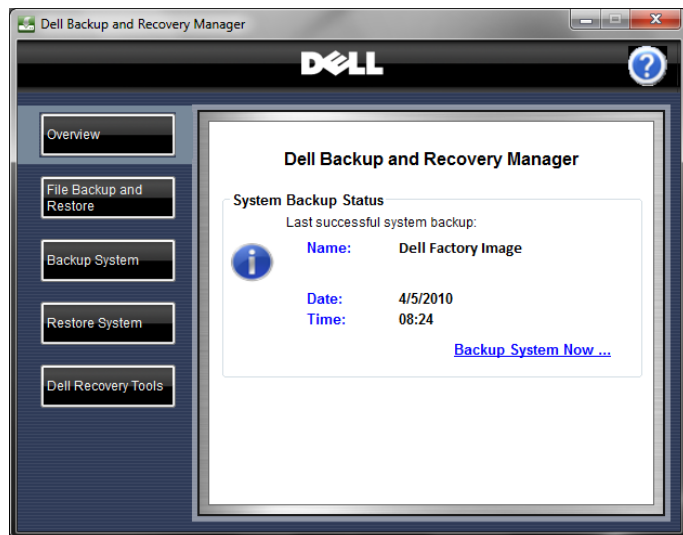 Dell Backup and Recovery Manager
DELL
?
Overview
File Backup and
Restore
Backup System
Restore System
Dell Recovery Tools
Dell Backup and Recovery Manager
System Backup Status
Last successful system backup:
Name: Dell Factory Image
Date: 4/5/2010
Time: 08:24
Backup System Now ...